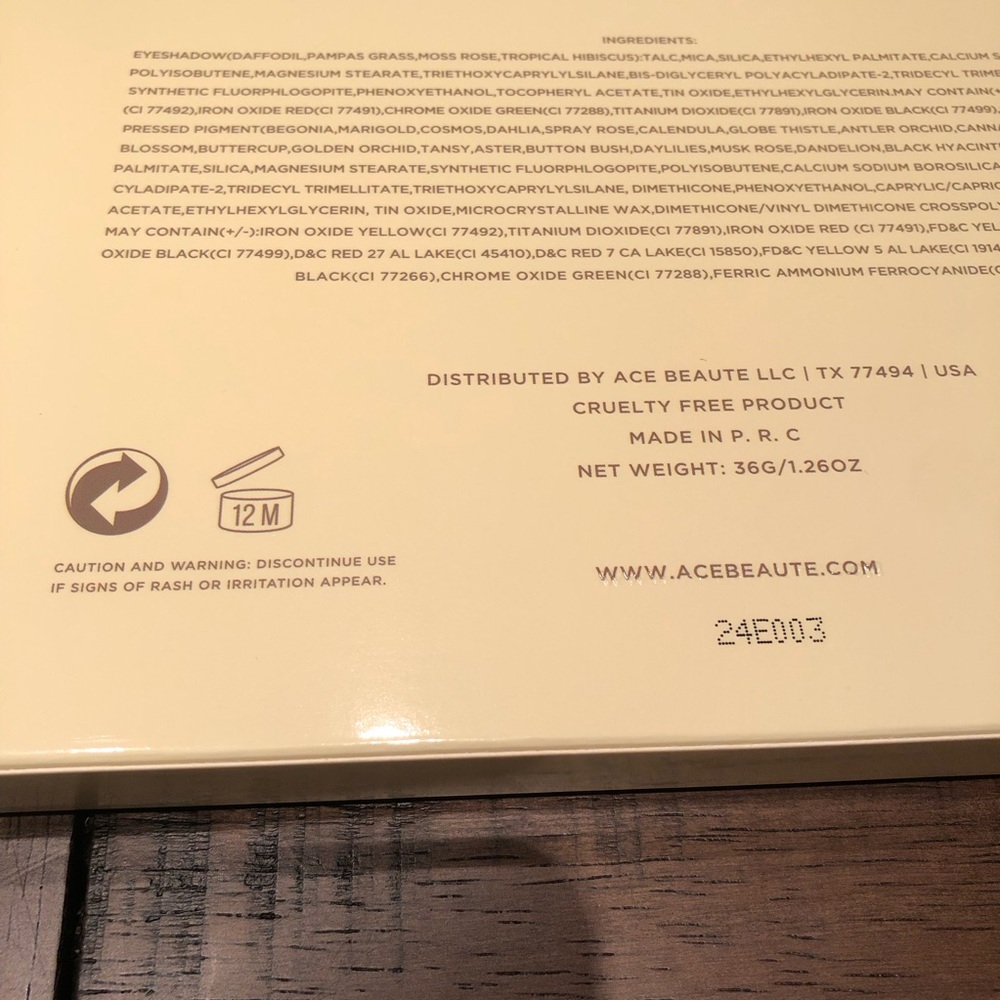 INGREDIENTS:
EYESHADOW(DAFFODIL,PAMPAS GRASS,MOSS ROSE,TROPICAL HIBISCUS):TALC,MICA,SILICA,ETHYLHEXYL PALMITATE,CALCIUM S
POLYISOBUTENE,MAGNESIUM STEARATE,TRIETHOXYCAPRYLYLSILANE,BIS-DIGLYCERYL POLYACYLADIPATE-2,TRIDECYL TRIME
SYNTHETIC FLUORPHLOGOPITE,PHENOXYETHANOL,TOCOPHERYL ACETATE,TIN OXIDE,ETHYLHEXYLGLYCERIN.MAY CONTAIN(+
(CI 77492),IRON OXIDE RED(CI 77491),CHROME OXIDE GREEN(CI 77288),TITANIUM DIOXIDE(CI 77891),IRON OXIDE BLACK(CI 77499),
PRESSED PIGMENT(BEGONIA,MARIGOLD,COSMOS,DAHLIA,SPRAY ROSE,CALENDULA,GLOBE THISTLE,ANTLER ORCHID,CANN
BLOSSOM,BUTTERCUP,GOLDEN ORCHID,TANSY,ASTER,BUTTON BUSH,DAYLILIES,MUSK ROSE,DANDELION,BLACK HYACINT
PALMITATE,SILICA,MAGNESIUM STEARATE,SYNTHETIC FLUORPHLOGOPITE,POLYISOBUTENE,CALCIUM SODIUM BOROSILICA
CYLADIPATE-2,TRIDECYL TRIMELLITATE,TRIETHOXYCAPRYLYLSILANE, DIMETHICONE,PHENOXYETHANOL,CAPRYLIC/CAPRIC
ACETATE,ETHYLHEXYLGLYCERIN, TIN OXIDE,MICROCRYSTALLINE WAX,DIMETHICONE/VINYL DIMETHICONE CROSSPOLY
MAY CONTAIN(+/-):IRON OXIDE YELLOW(CI 77492),TITANIUM DIOXIDE(CI 77891),IRON OXIDE RED (CI 77491),FD&C YEL
OXIDE BLACK(CI 77499),D&C RED 27 AL LAKE(CI 45410),D&C RED 7 CA LAKE(CI 15850),FD&C YELLOW 5 AL LAKE(CI 1914
BLACK(CI 77266),CHROME OXIDE GREEN(CI 77288),FERRIC AMMONIUM FERROCYANIDE(C
DISTRIBUTED BY ACE BEAUTE LLC | TX 77494 | USA
CRUELTY FREE PRODUCT
MADE IN P. R. C
NET WEIGHT: 36G/1.26OZ
12 M
CAUTION AND WARNING: DISCONTINUE USE
IF SIGNS OF RASH OR IRRITATION APPEAR.
WWW.ACEBEAUTE.COM
24E003